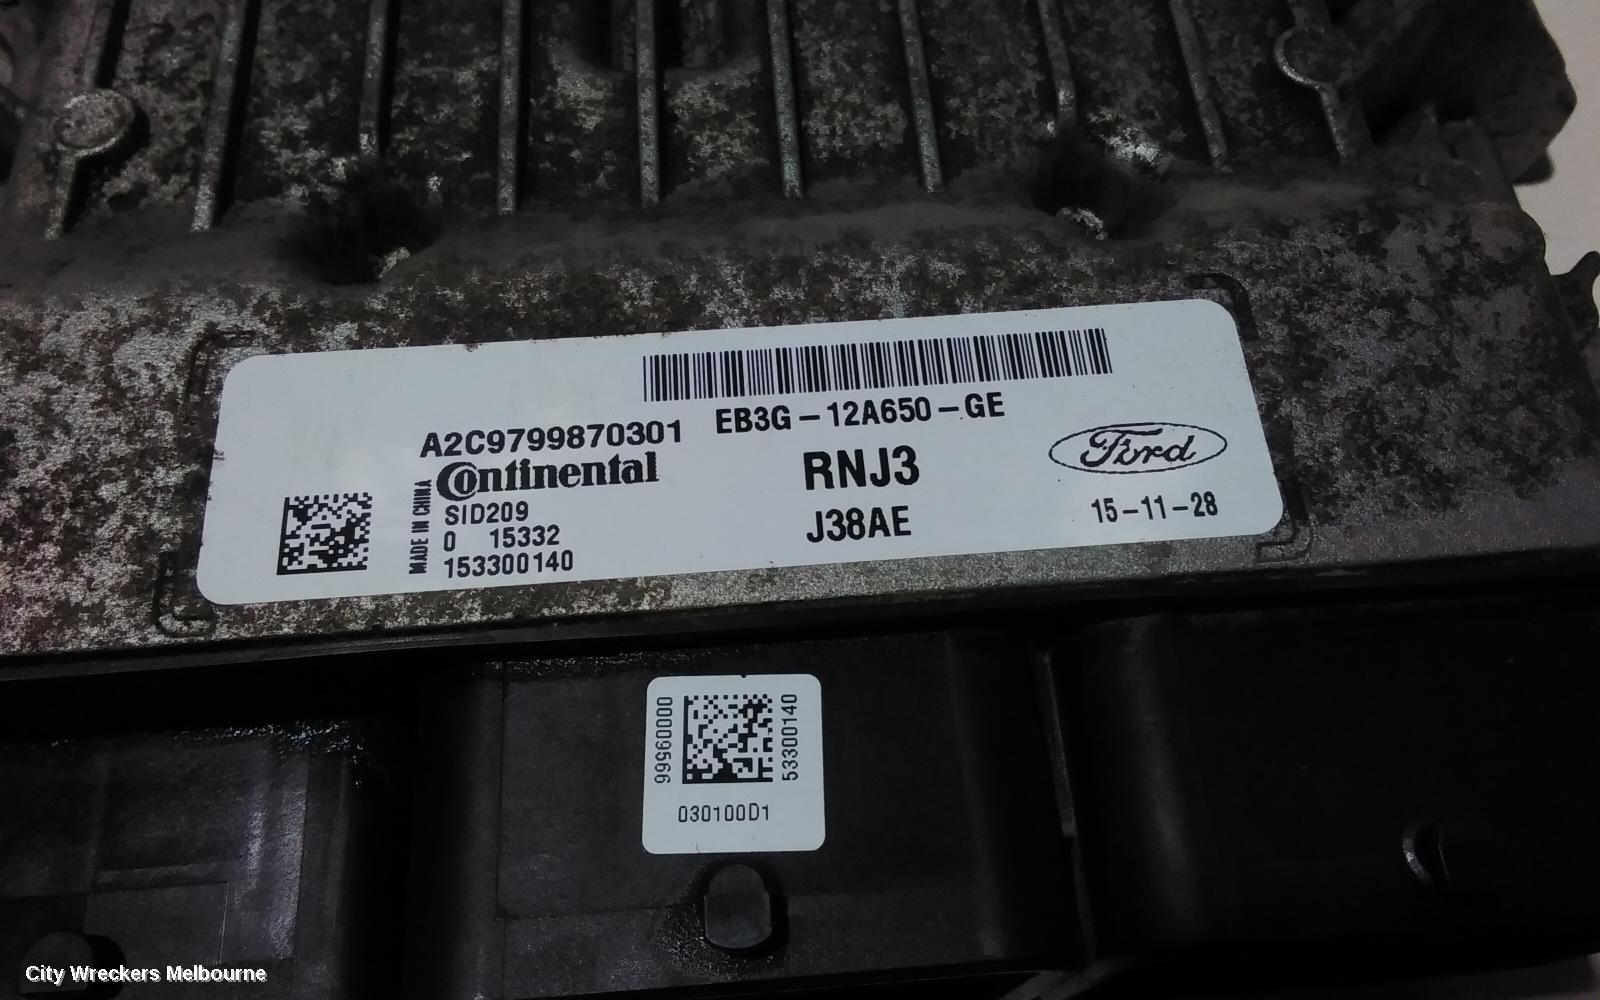 A2C9799870301
EB3G-12A650-GE
Continental
MADE IN CHINA
SID209
0 15332
153300140
RNJ3
J38AE
Ford
15-11-28
00009566
53300140
030100D1
City Wreckers Melbourne